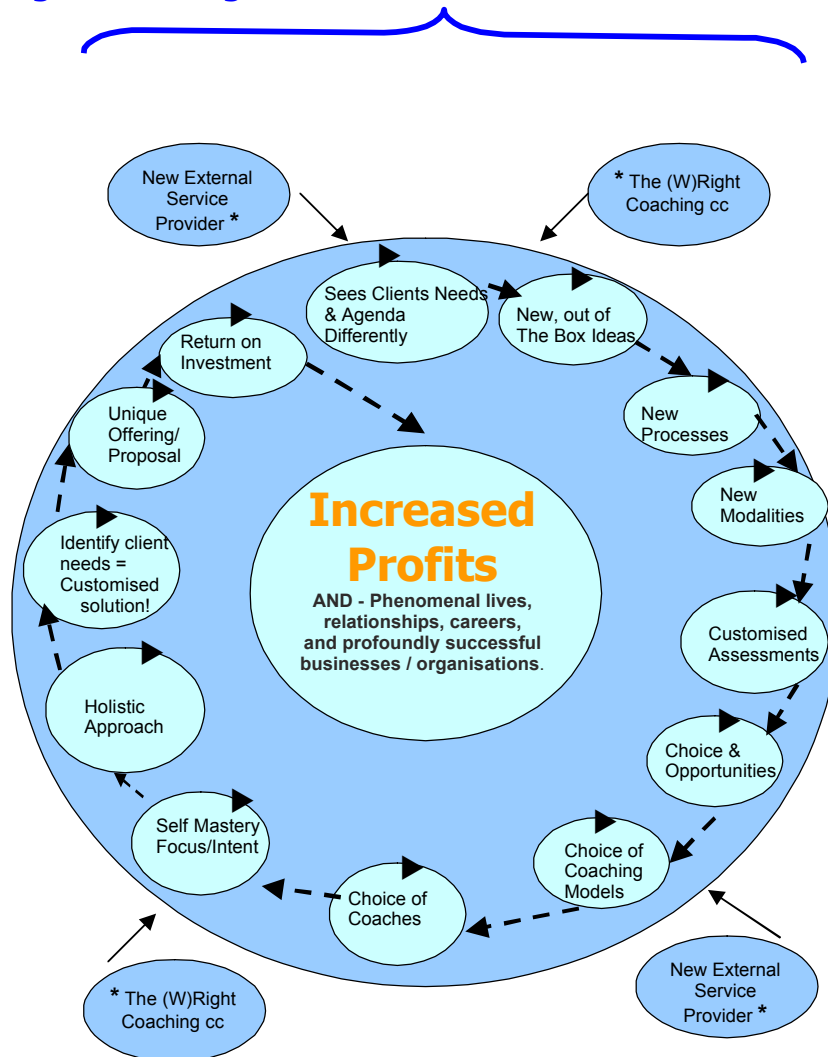 New External
Service
Provider *
* The (W)Right
Coaching cc
Sees Clients Needs
& Agenda
Differently
New, out of
The Box Ideas
Return on
Investment
New
Processes
Unique
Offering/
Proposal
New
Modalities
Increased
Profits
AND - Phenomenal lives,
relationships, careers,
and profoundly successful
businesses / organisations.
Identify client
needs =
Customised
solution!
Customised
Assessments
Holistic
Approach
Choice &
Opportunities
Self Mastery
Focus/Intent
Choice of
Coaching
Models
Choice of
Coaches
* The (W)Right
Coaching cc
New External
Service
Provider *